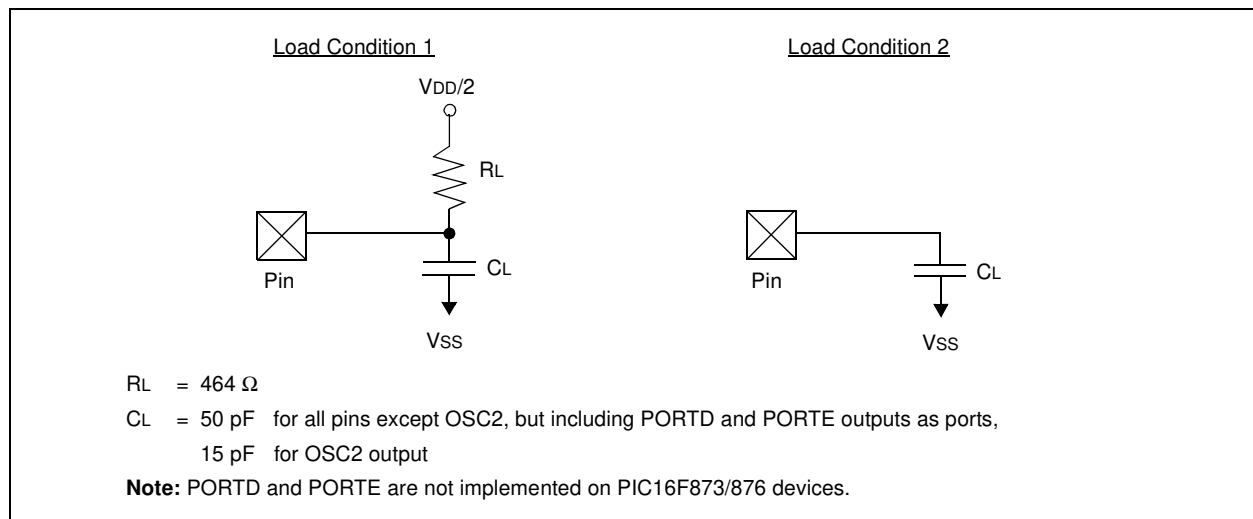 Load Condition 1
Load Condition 2
VDD/2
RL
Pin
CL
VSS
Pin
CL
VSS
RL = 464 Ω
CL = 50 pF for all pins except OSC2, but including PORTD and PORTE outputs as ports,
15 pF for OSC2 output
Note: PORTD and PORTE are not implemented on PIC16F873/876 devices.